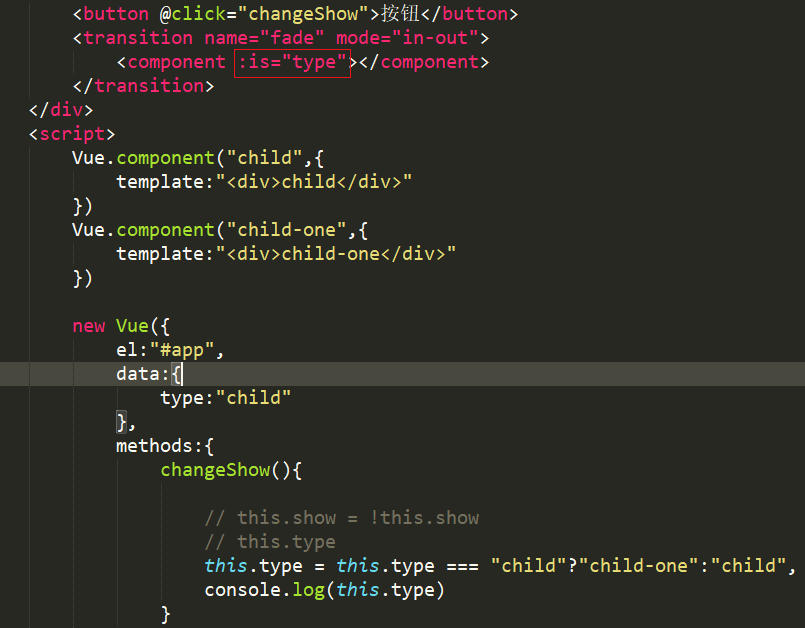 <button @click="changeShow">按钮</button>
<transition name="fade" mode="in-out">
<component :is="type"></component>
</transition>
</div>
<script>
Vue.component("child",{
template:"<div>child</div>"
})
Vue.component("child-one",{
template:"<div>child-one</div>"
})
new Vue({
el:"#app",
data:{
type:"child"
},
methods:{
changeShow(){
// this.show = !this.show
// this.type
this.type = this.type === "child"?"child-one":"child",
console.log(this.type)
}